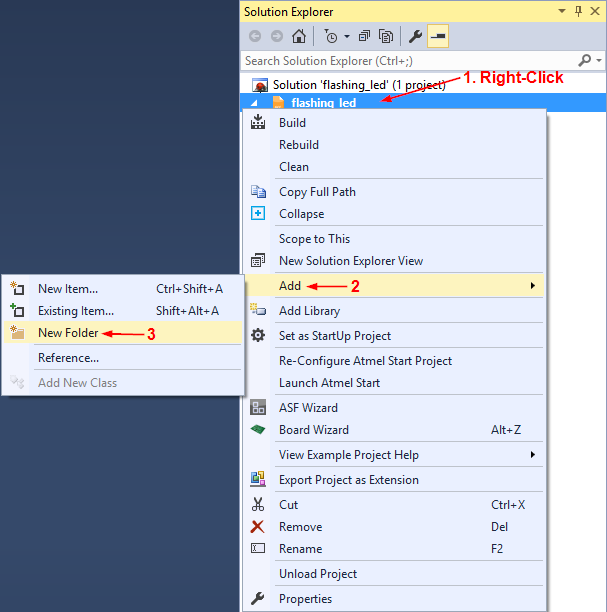 Solution Explorer
Search Solution Explorer (Ctrl+;)
Solution 'flashing_led' (1 project)
1. Right-Click
flashing_led
Build
Rebuild
Clean
Copy Full Path
Collapse
Scope to This
New Solution Explorer View
Add 2
Add Library
Set as StartUp Project
Re-Configure Atmel Start Project
Launch Atmel Start
ASF Wizard
Board Wizard Alt+Z
View Example Project Help
Export Project as Extension
Cut Ctrl+X
Remove Del
Rename F2
Unload Project
Properties
New Item... Ctrl+Shift+A
Existing Item... Shift+Alt+A
New Folder 3
Reference...
Add New Class